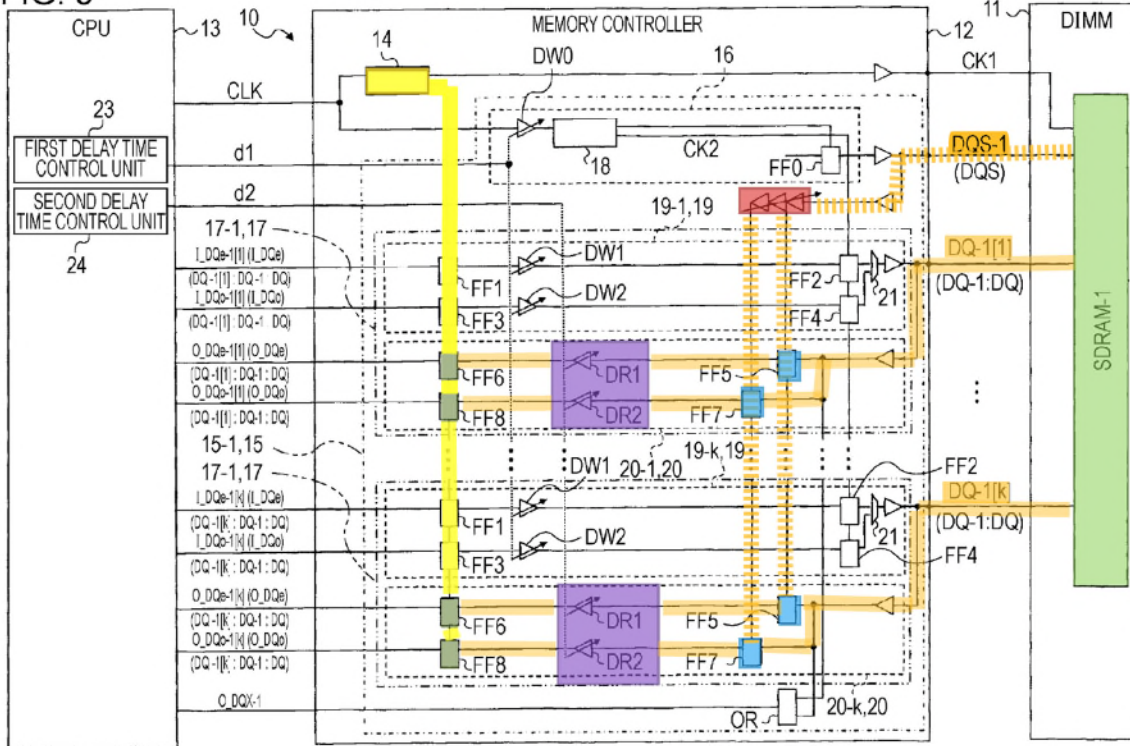 FIG.
CPU
13
10
MEMORY CONTROLLER
11
DIMM
14
DW0
16
12
CLK
CK1
23
FIRST DELAY TIME
CONTROL UNIT
d1
18
CK2
FF0
DQS-1
(DQS)
SECOND DELAY
TIME CONTROL UNIT
d2
24
17-1,17
19-1,19
I_DQe-1[1] (I_DQe)
DW1
DQ-1[1]
(DQ-1[1] : DQ-1 : DQ)
FF1
FF2
(DQ-1:DQ)
I_DQo-1[1] (I_DQo)
DW2
21
(DQ-1[1] : DQ-1 : DQ)
FF3
FF4
O_DQe-1[1] (O_DQe)
SDRAM-1
(DQ-1[1] : DQ-1 : DQ)
FF6
DR1
FF5
O_DQo-1[1] (O_DQo)
(DQ-1[1] : DQ-1 : DQ)
FF8
DR2
FF7
15-1,15
20-1,20
19-k,19
17-1,17
DW1
FF2
I_DQe-1[k] (I_DQe)
DQ-1[k
(DQ-1[k] : DQ-1 : DQ)
FF1
21
(DQ-1:DQ)
I_DQo-1[k] (I_DQo)
DW2
(DQ-1[k] : DQ-1 : DQ)
FF3
FF4
O_DQe-1[k] (O_DQe)
(DQ-1[k] : DQ-1 : DQ)
FF6
DR1
FF5
O_DQo-1[k] (O_DQo)
(DQ-1[k] : DQ-1 : DQ)
FF8
DR2
FF7
O_DQX-1
OR
20-k,20